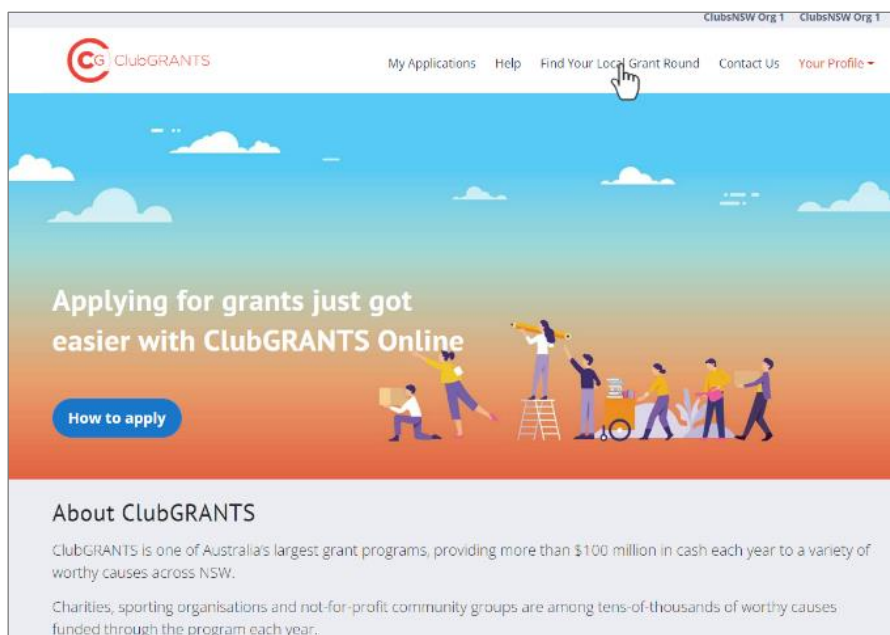 ClubsNSW Org 1 ClubsNSW Org 1
CG ClubGRANTS
My Applications Help Find Your Local Grant Round Contact Us Your Profile
Applying for grants just got
easier with ClubGRANTS Online
How to apply
About ClubGRANTS
ClubGRANTS is one of Australia's largest grant programs, providing more than $100 million in cash each year to a variety of
worthy causes across NSW.
Charities, sporting organisations and not-for-profit community groups are among tens-of-thousands of worthy causes
funded through the program each year.